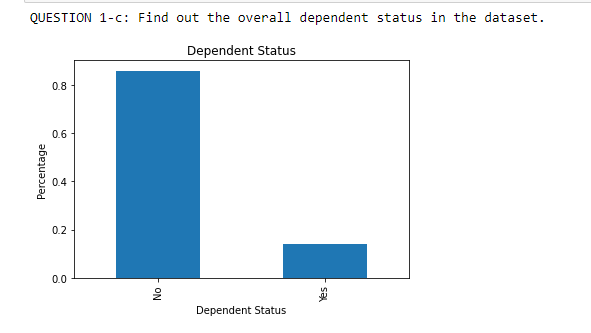 QUESTION 1-c: Find out the overall dependent status in the dataset.
Dependent Status
Percentage
0.8
0.6
0.4
0.2
0.0
No
Yes
Dependent Status